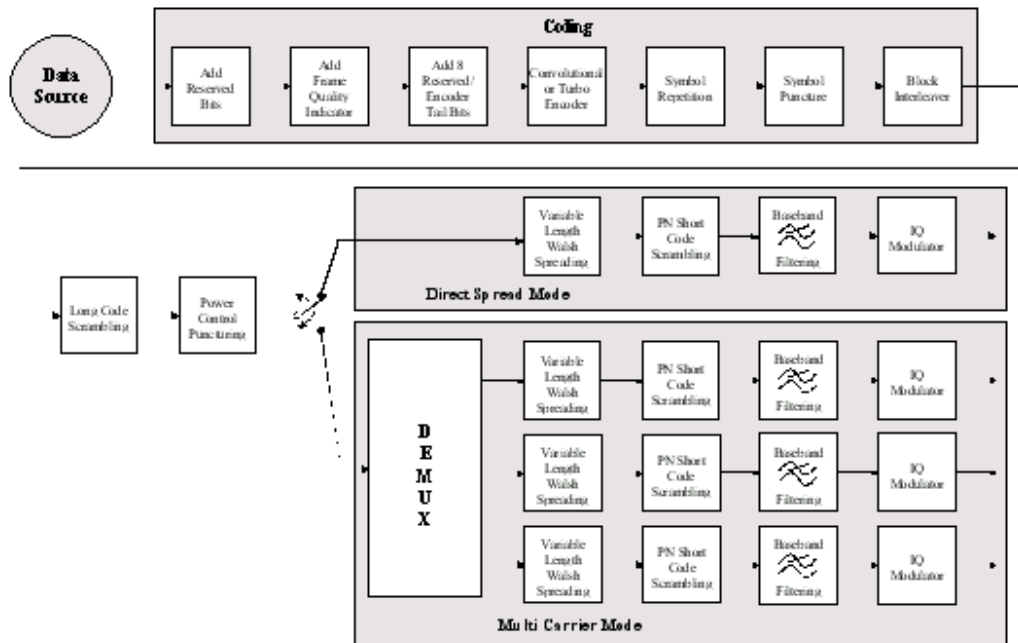 Coding
Data
Source
Add
Reserved
Bits
Add
Frame
Quality
Indicator
Add 8
Reserved/
Encoder
Tail Bits
Convolutional
or Turbo
Encoder
Symbol
Repetition
Symbol
Puncture
Block
Interleaver
Variable
Length
Walsh
Spreading
PN Short
Code
Scrambling
Baseband
Filtering
IQ
Modulator
Direct Spread Mode
Long Code
Scrambling
Power
Control
Puncturing
DEMUX
Variable
Length
Walsh
Spreading
PN Short
Code
Scrambling
Baseband
Filtering
IQ
Modulator
Variable
Length
Walsh
Spreading
PN Short
Code
Scrambling
Baseband
Filtering
IQ
Modulator
Variable
Length
Walsh
Spreading
PN Short
Code
Scrambling
Baseband
Filtering
IQ
Modulator
Multi Carrier Mode